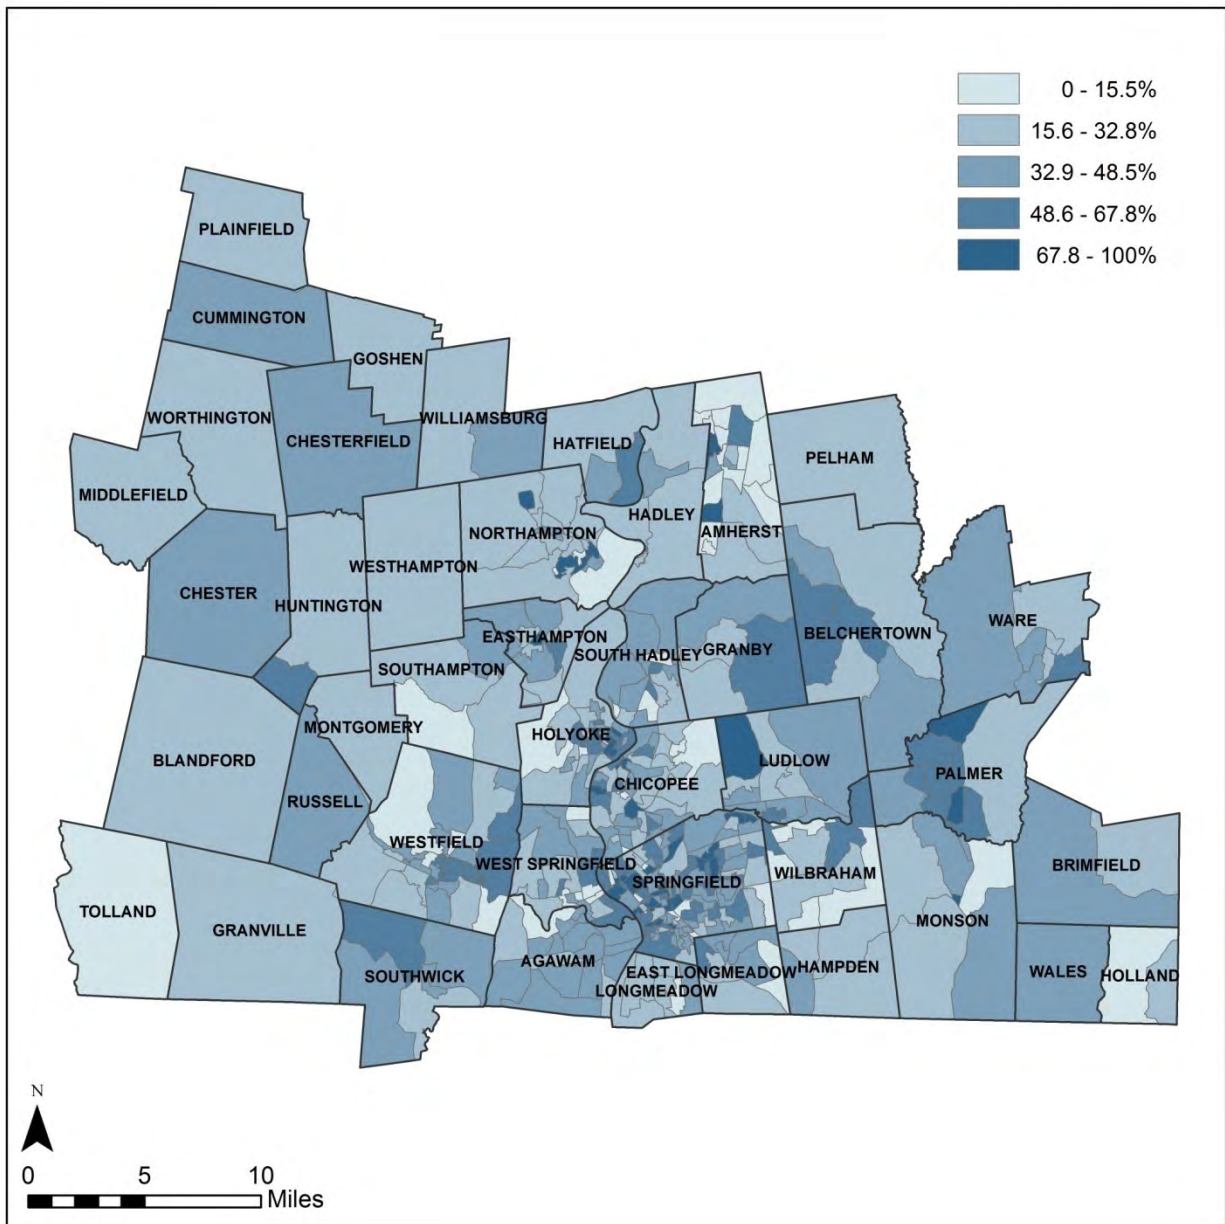 0 - 15.5%
15.6 - 32.8%
32.9 - 48.5%
48.6 - 67.8%
67.8 - 100%
PLAINFIELD
CUMMINGTON
GOSHEN
WORTHINGTON
CHESTERFIELD
WILLIAMSBURG
HATFIELD
PELHAM
MIDDLEFIELD
NORTHAMPTON
HADLEY
AMHERST
WESTHAMPTON
CHESTER
HUNTINGTON
WARE
EASTHAMPTON
BELCHERTOWN
SOUTHAMPTON
SOUTH HADLEY
GRANBY
MONTGOMERY
HOLYOKE
BLANDFORD
LUDLOW
PALMER
CHICOPEE
RUSSELL
WESTFIELD
WEST SPRINGFIELD
BRIMFIELD
SPRINGFIELD
WILBRAHAM
TOLLAND
GRANVILLE
MONSON
AGAWAM
SOUTHWICK
EAST LONGMEADOW
HAMPDEN
WALES
HOLLAND
LONGMEADOW
N
0 5 10
Miles